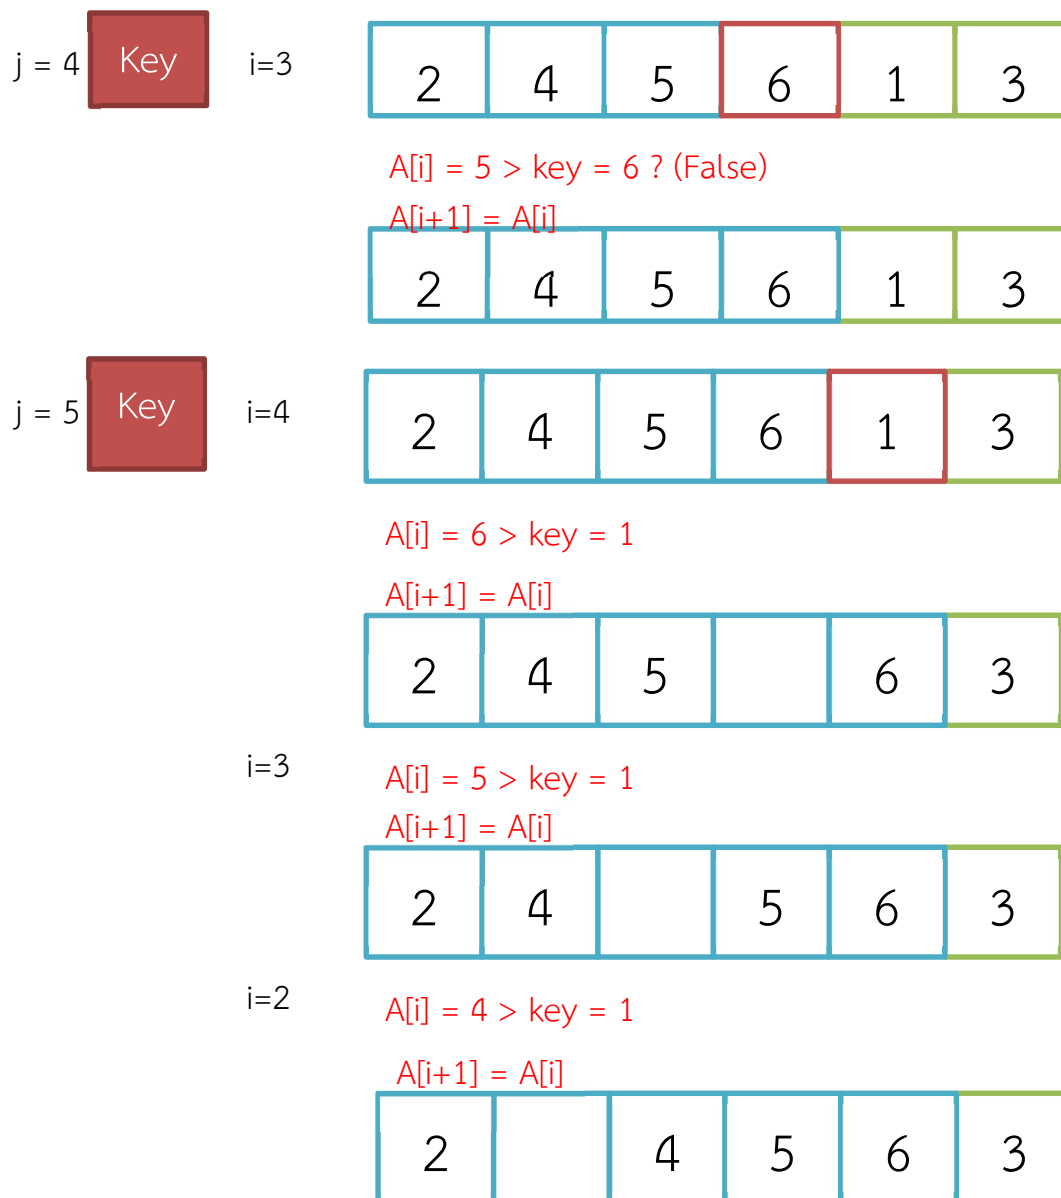 j = 4 Key i=3 2 4 5 6 1 3
A[i] = 5 > key = 6 ? (False)
A[i+1] = A[i]
2 4 5 6 1 3
j = 5 Key i=4 2 4 5 6 1 3
A[i] = 6 > key = 1
A[i+1] = A[i]
2 4 5 6 3
i=3 A[i] = 5 > key = 1
A[i+1] = A[i]
2 4 5 6 3
i=2 A[i] = 4 > key = 1
A[i+1] = A[i]
2 4 5 6 3